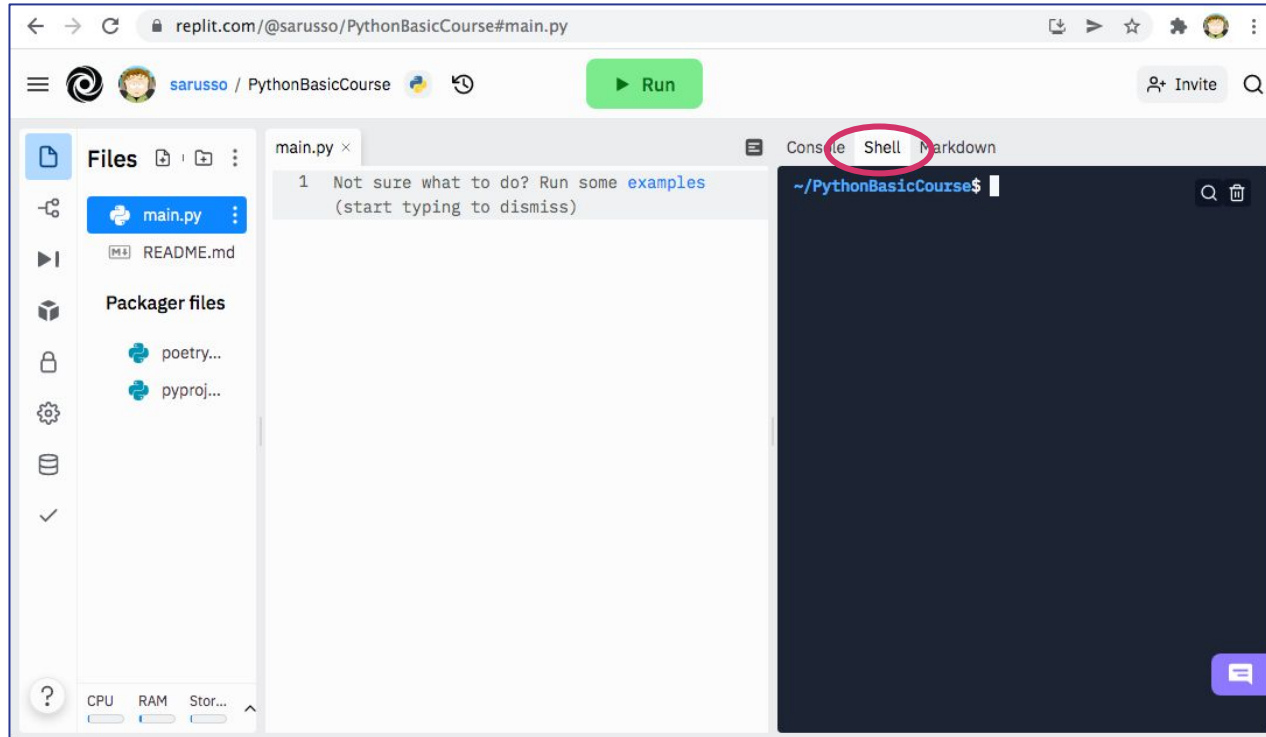 replit.com/@sarusso/PythonBasicCourse#main.py
sarusso / PythonBasicCourse
Run
Invite
Files
main.py
README.md
Packager files
poetry...
pyproj...
CPU RAM Stor...
?
main.py ×
1 Not sure what to do? Run some examples
(start typing to dismiss)
Console Shell Markdown
~/PythonBasicCourse$